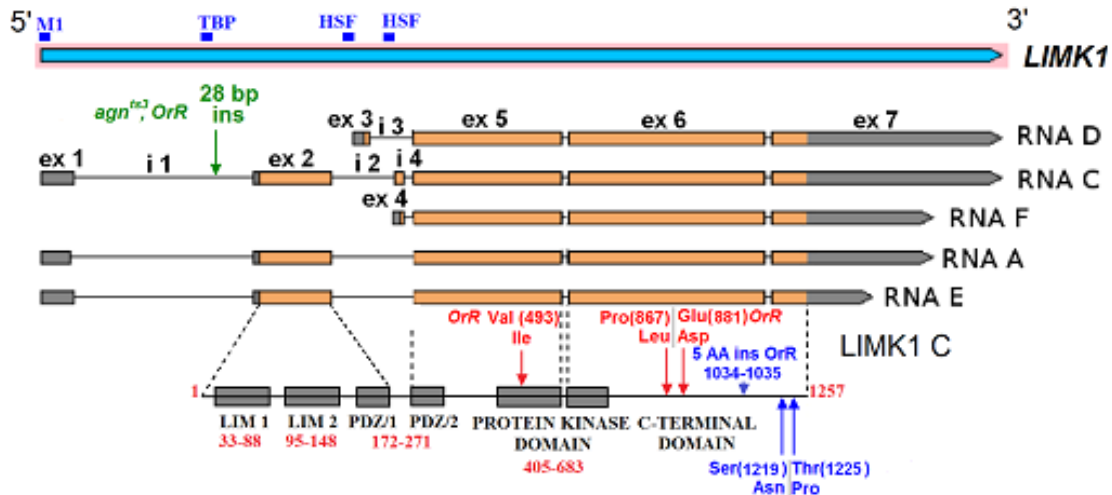 5' 3'
M1 TBP HSF HSF
LIMK1
agn^ts3, OrR 28 bp
ins
ex 3 i 3 ex 5 ex 6 ex 7
RNA D
ex 1 i 1 ex 2 i 2 i 4
RNA C
ex 4
RNA F
RNA A
RNA E
OrR Val (493) Pro(867) Glu(881)OrR
Ile Leu Asp
LIMK1 C
5 AA ins OrR
1034-1035
1 1257
LIM 1 LIM 2 PDZ/1 PDZ/2 PROTEIN KINASE C-TERMINAL
33-88 95-148 172-271 DOMAIN DOMAIN
405-683
Ser(1219) Thr(1225)
Asn Pro